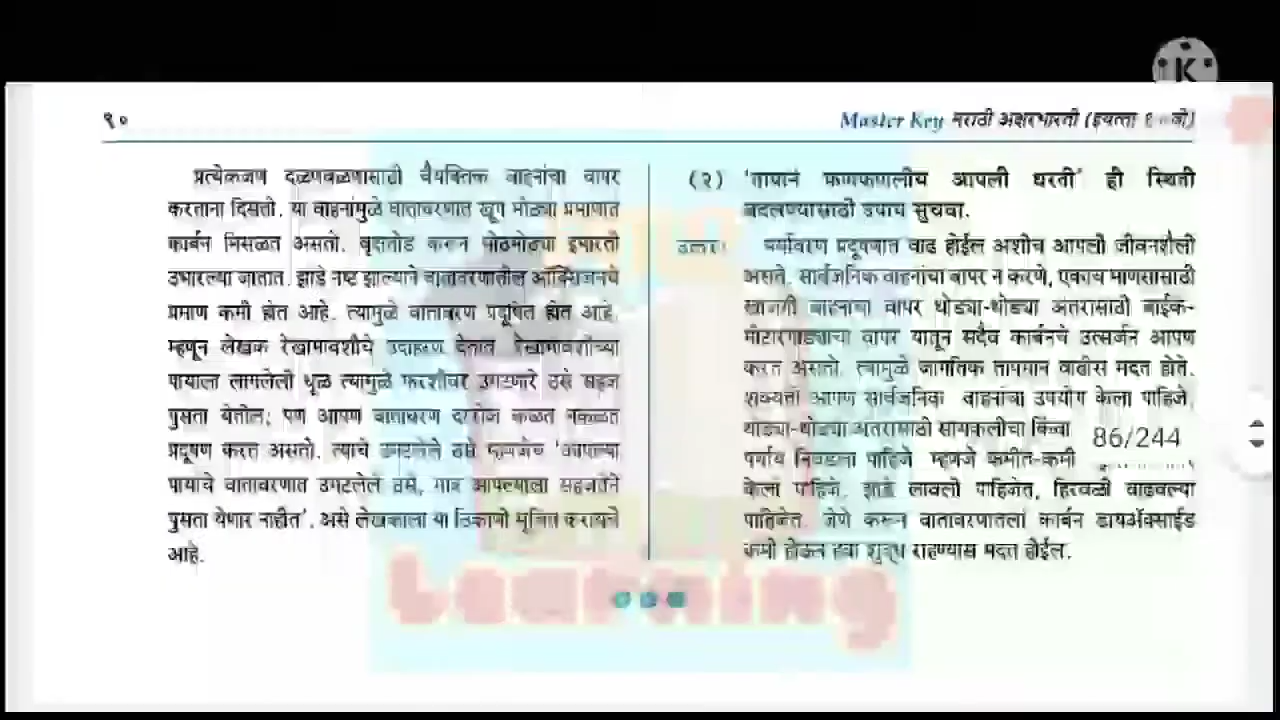 K
९०
Master Key मराठी अक्षरभारती (इयत्ता १०वी)
प्रत्येकजण दळणवळणासाठी वैयक्तिक वाहनांचा वापर
करताना दिसतो. या वाहनांमुळे वातावरणात खूप मोठ्या प्रमाणात
कार्बन मिसळत असतो. वृक्षतोड करून मोठमोठ्या इमारती
उभारल्या जातात. झाडे नष्ट झाल्याने वातावरणातील ऑक्सिजनचे
प्रमाण कमी होत आहे. त्यामुळे वातावरण प्रदूषित होत आहे.
म्हणून लेखक रेखामावशीचे उदाहरण देतात. रेखामावशीच्या
पायाला लागलेली धूळ त्यामुळे फरशीवर उमटणारे ठसे सहज
पुसता येतील; पण आपण वातावरण दररोज कळत नकळत
प्रदूषण करत असतो. त्याचे उमटलेले ठसे म्हणजेच 'आपल्या
पायाचे वातावरणात उमटलेले ठसे, मात्र आपल्याला सहजतेने
पुसता येणार नाहीत'. असे लेखकाला या ठिकाणी सूचित करायचे
आहे.
(२) 'तापानं फणफणलीय आपली धरती' ही स्थिती
बदलण्यासाठी उपाय सुचवा.
उत्तर: पर्यावरण प्रदूषणात वाढ होईल अशीच आपली जीवनशैली
असते. सार्वजनिक वाहनांचा वापर न करणे, एकाच माणसासाठी
खाजगी वाहनाचा वापर थोड्या-थोड्या अंतरासाठी बाईक-
मोटारगाड्यांचा वापर यातून सदैव कार्बनचे उत्सर्जन आपण
करत असतो. त्यामुळे जागतिक तापमान वाढीस मदत होते.
शक्यतो आपण सार्वजनिक वाहनांचा उपयोग केला पाहिजे.
थोड्या-थोड्या अंतरासाठी सायकलीचा किंवा
पर्याय निवडला पाहिजे म्हणजे कमीत-कमी
केला पाहिजे. झाडे लावली पाहिजेत, हिरवळी वाढवल्या
पाहिजेत. जेणे करून वातावरणातला कार्बन डायऑक्साईड
कमी होऊन हवा शुद्ध राहण्यास मदत होईल.
86/244
Learning